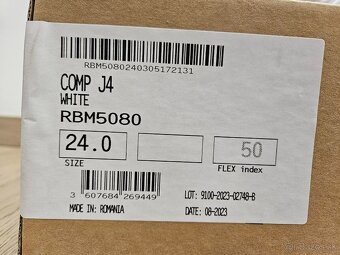 RBM5080240305172131
COMP J4
WHITE
RBM5080
24.0 50
SIZE FLEX index
3 607684 269449
LOT: 9100-2023-02748-B
MADE IN: ROMANIA DATE: 08-2023